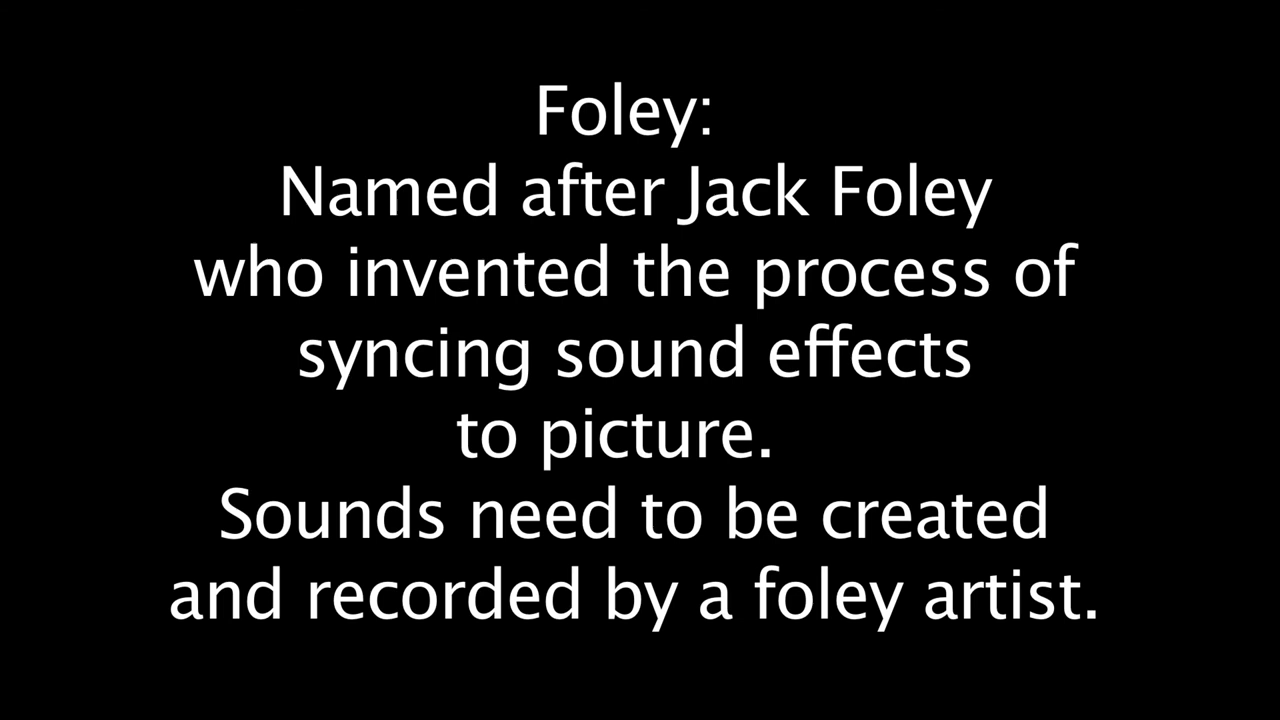 Foley:
Named after Jack Foley
who invented the process of
syncing sound effects
to picture.
Sounds need to be created
and recorded by a foley artist.